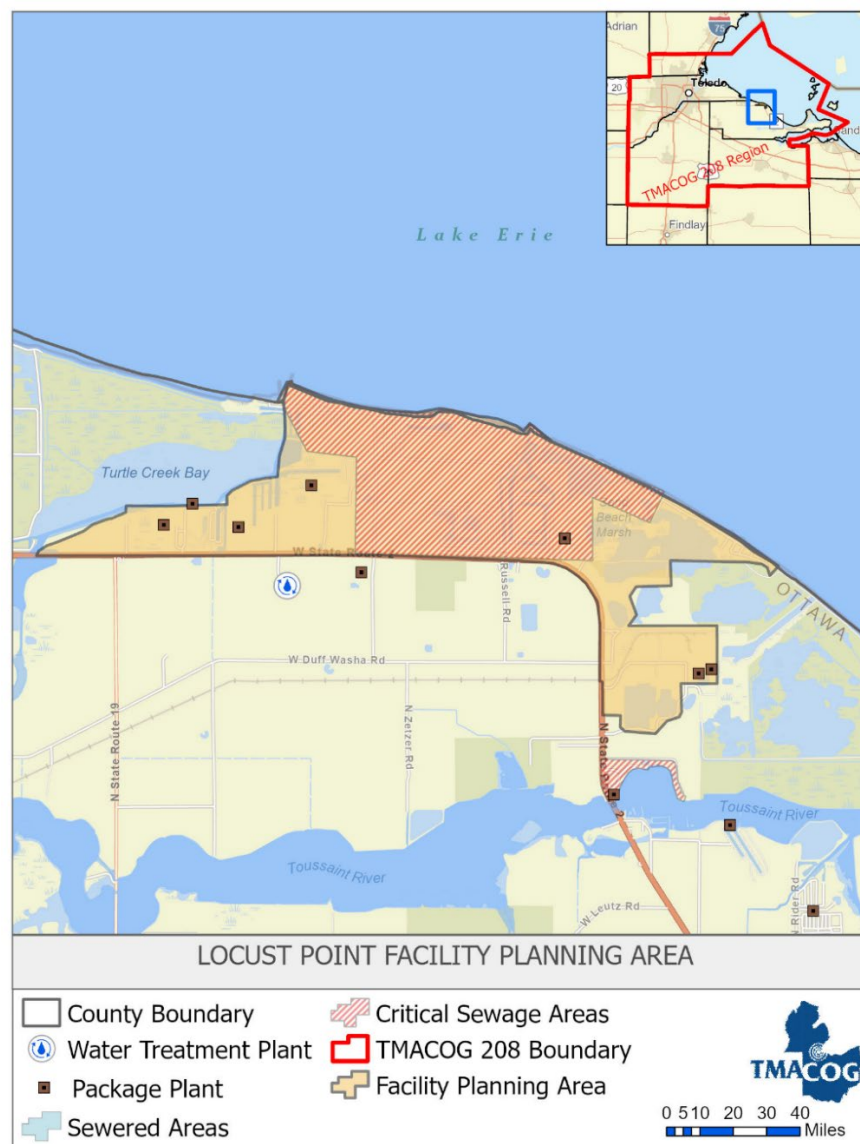 Adrian
75
20
Toledo
TMACOG 208 Region
Findlay
Lake Erie
Turtle Creek Bay
Beach
Marsh
W State Route 2
Russell Rd
OTTAWA
W Duff Washa Rd
N State Route 19
N Zetzer Rd
Toussaint River
Toussaint River
W Leutz Rd
N Rider Rd
LOCUST POINT FACILITY PLANNING AREA
County Boundary
Critical Sewage Areas
Water Treatment Plant
TMACOG 208 Boundary
Package Plant
Facility Planning Area
Sewered Areas
TMACOG
0 5 10 20 30 40
Miles